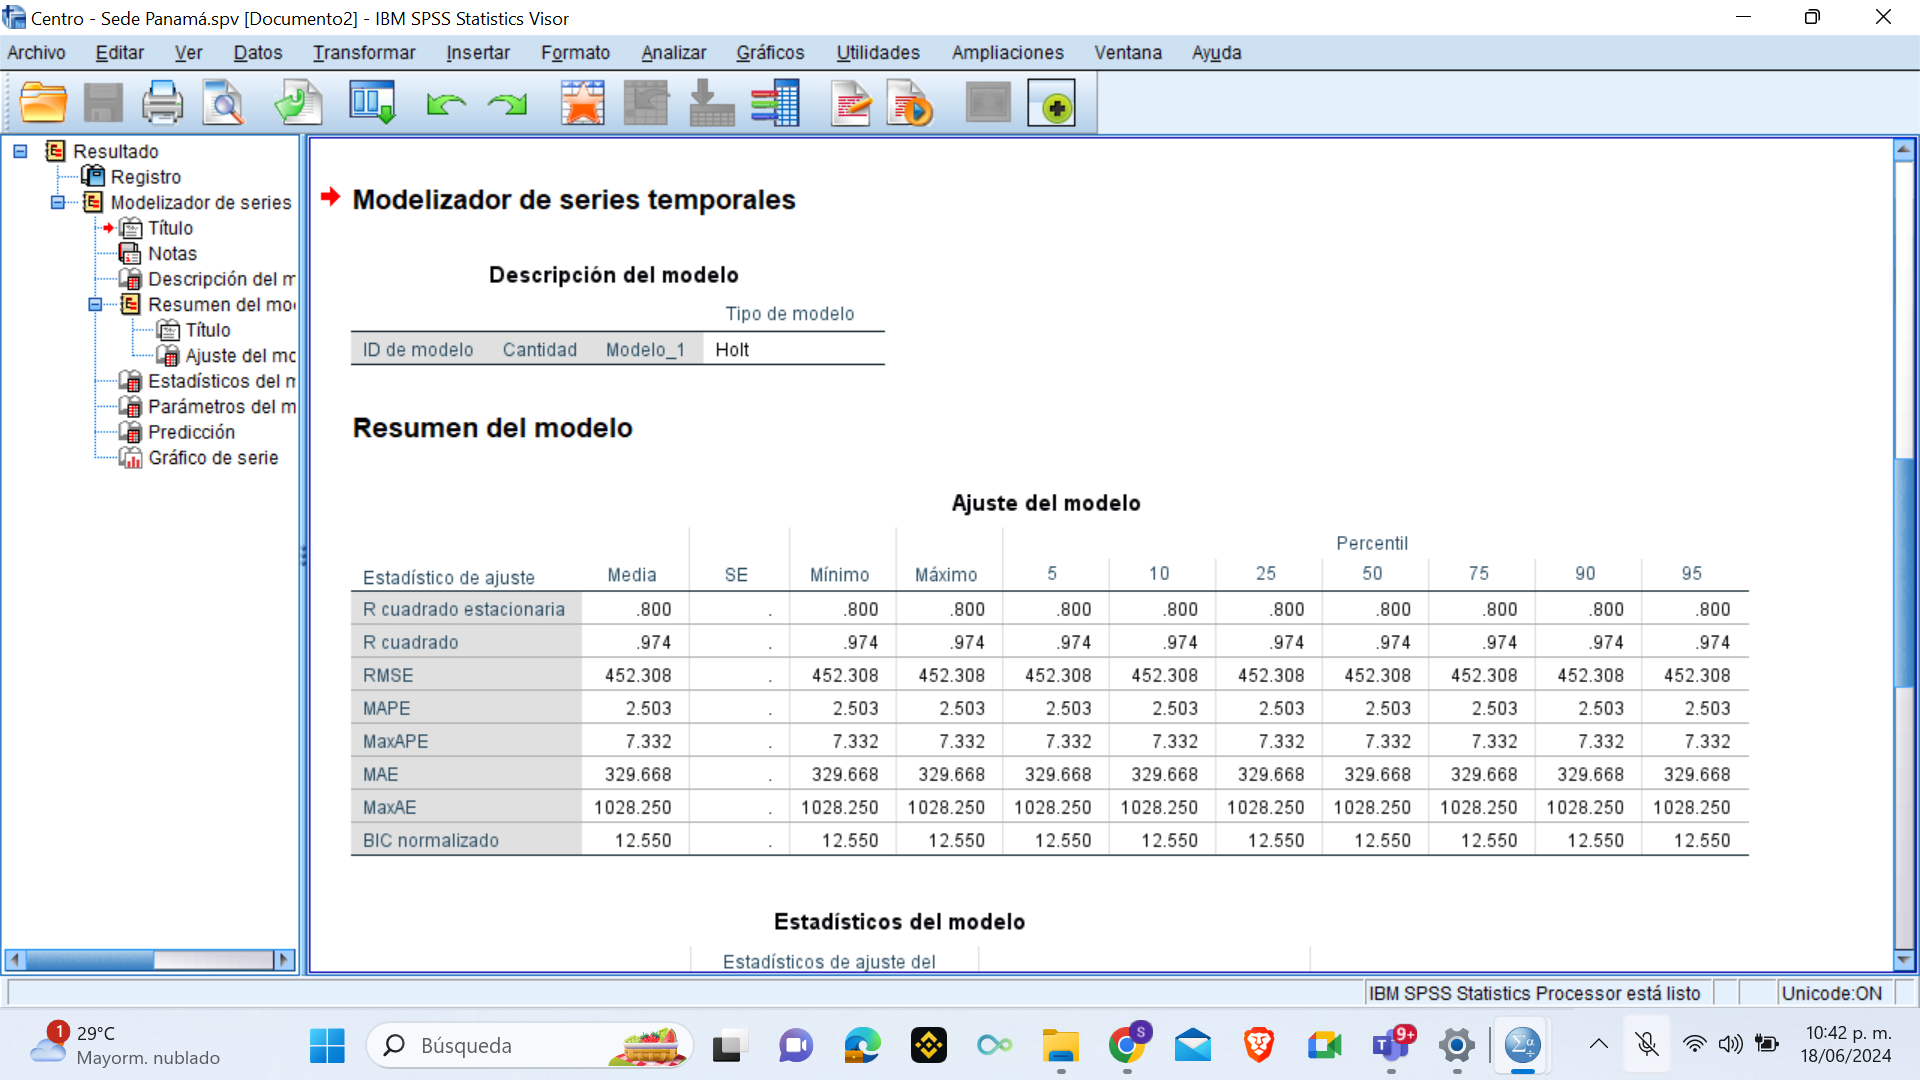 Centro - Sede Panamá.spv [Documento2] - IBM SPSS Statistics Visor
Archivo Editar Ver Datos Transformar Insertar Formato Analizar Gráficos Utilidades Ampliaciones Ventana Ayuda
Resultado
Registro
Modelizador de series
Título
Notas
Descripción del m
Resumen del mo
Título
Ajuste del mo
Estadísticos del m
Parámetros del m
Predicción
Gráfico de serie
Modelizador de series temporales
Descripción del modelo
Tipo de modelo
ID de modelo Cantidad Modelo_1 Holt
Resumen del modelo
Ajuste del modelo
Percentil
Estadístico de ajuste Media SE Mínimo Máximo 5 10 25 50 75 90 95
R cuadrado estacionaria .800 . .800 .800 .800 .800 .800 .800 .800 .800 .800
R cuadrado .974 . .974 .974 .974 .974 .974 .974 .974 .974 .974
RMSE 452.308 . 452.308 452.308 452.308 452.308 452.308 452.308 452.308 452.308 452.308
MAPE 2.503 . 2.503 2.503 2.503 2.503 2.503 2.503 2.503 2.503 2.503
MaxAPE 7.332 . 7.332 7.332 7.332 7.332 7.332 7.332 7.332 7.332 7.332
MAE 329.668 . 329.668 329.668 329.668 329.668 329.668 329.668 329.668 329.668 329.668
MaxAE 1028.250 . 1028.250 1028.250 1028.250 1028.250 1028.250 1028.250 1028.250 1028.250 1028.250
BIC normalizado 12.550 . 12.550 12.550 12.550 12.550 12.550 12.550 12.550 12.550 12.550
Estadísticos del modelo
Estadísticos de ajuste del
IBM SPSS Statistics Processor está listo Unicode:ON
1 29°C
Mayorm. nublado
Búsqueda
S
9+
10:42 p. m.
18/06/2024